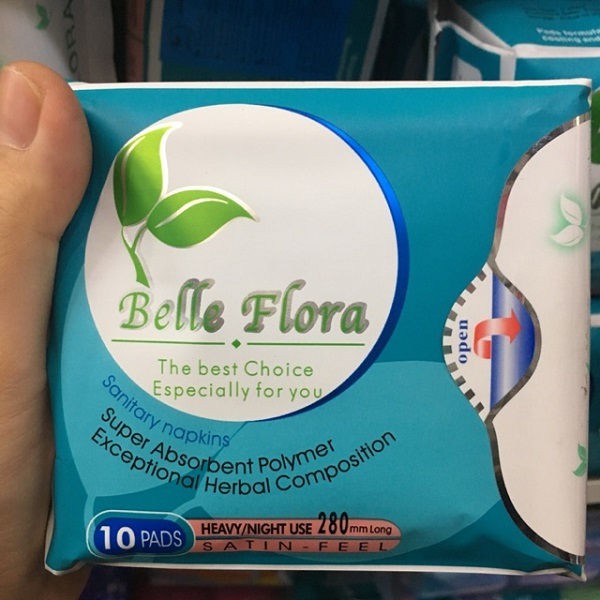 Belle Flora
The best Choice
Especially for you
Sanitary napkins
Super Absorbent Polymer
Exceptional Herbal Composition
10 PADS
HEAVY/NIGHT USE 280mm Long
SATIN-FEEL
open